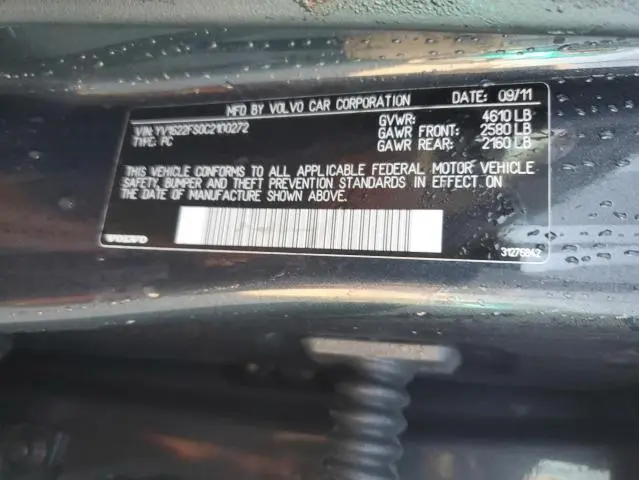 MFD BY VOLVO CAR CORPORATION DATE: 09/11
VIN: YV1622FS0C2100272 GVWR: 4610 LB
TYPE: PC GAWR FRONT: 2580 LB
GAWR REAR: 2160 LB
THIS VEHICLE CONFORMS TO ALL APPLICABLE FEDERAL MOTOR VEHICLE
SAFETY, BUMPER AND THEFT PREVENTION STANDARDS IN EFFECT ON
THE DATE OF MANUFACTURE SHOWN ABOVE.
VOLVO 31275942